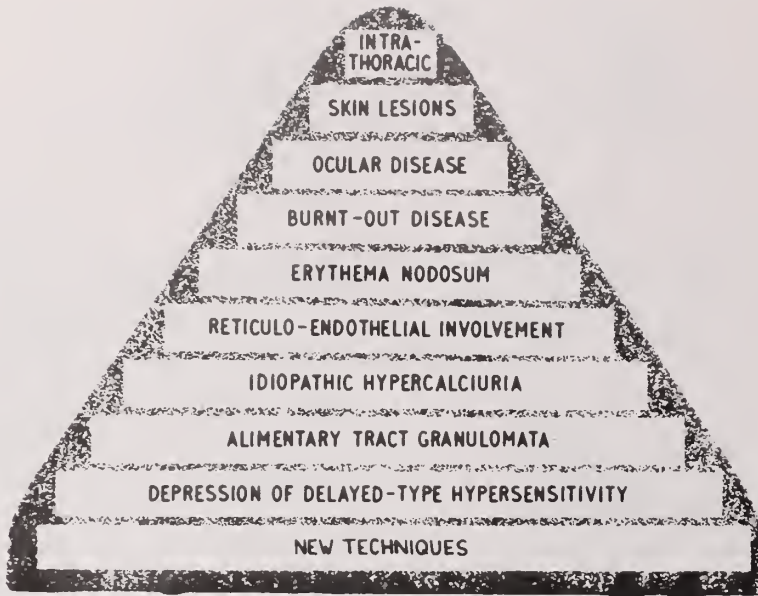 INTRA-
THORACIC
SKIN LESIONS
OCULAR DISEASE
BURNT-OUT DISEASE
ERYTHEMA NODOSUM
RETICULO-ENDOTHELIAL INVOLVEMENT
IDIOPATHIC HYPERCALCIURIA
ALIMENTARY TRACT GRANULOMATA
DEPRESSION OF DELAYED-TYPE HYPERSENSITIVITY
NEW TECHNIQUES